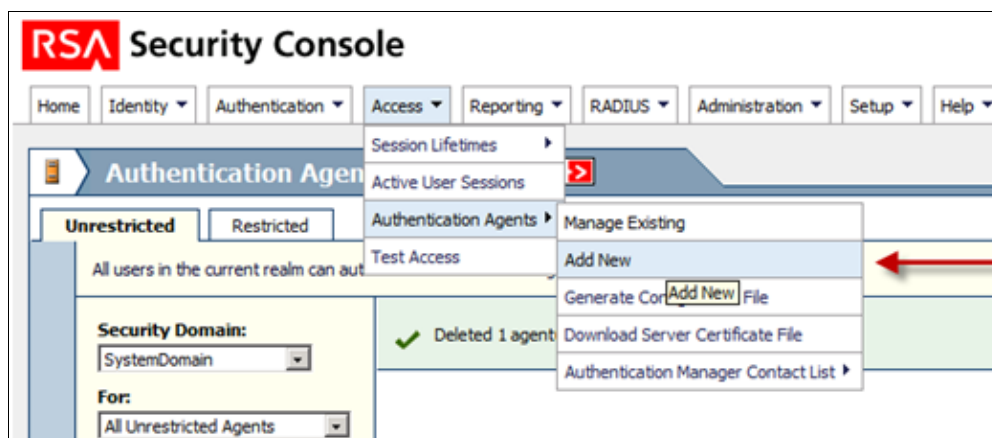 RSA Security Console
Home Identity Authentication Access Reporting RADIUS Administration Setup Help
Session Lifetimes
Authentication Agen
Active User Sessions
Unrestricted Restricted
Authentication Agents
Manage Existing
All users in the current realm can aut
Test Access
Add New
Add New
Generate Con File
Security Domain:
Deleted 1 agent
Download Server Certificate File
SystemDomain
Authentication Manager Contact List
For:
All Unrestricted Agents